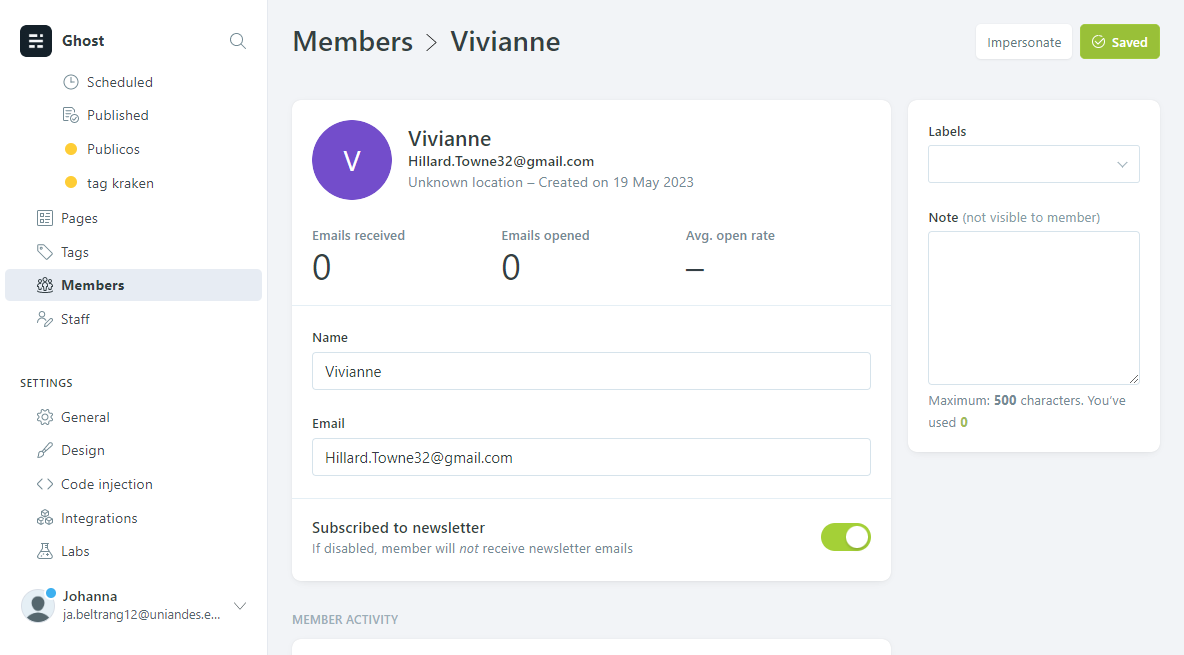 Ghost
Scheduled
Published
Publicos
tag kraken
Pages
Tags
Members
Staff
SETTINGS
General
Design
Code injection
Integrations
Labs
Johanna
ja.beltrang12@uniandes.e...
Members > Vivianne
Impersonate
Saved
V
Vivianne
Hillard.Towne32@gmail.com
Unknown location – Created on 19 May 2023
Emails received
Emails opened
Avg. open rate
0
0
–
Name
Vivianne
Email
Hillard.Towne32@gmail.com
Subscribed to newsletter
If disabled, member will not receive newsletter emails
MEMBER ACTIVITY
Labels
Note (not visible to member)
Maximum: 500 characters. You’ve
used 0